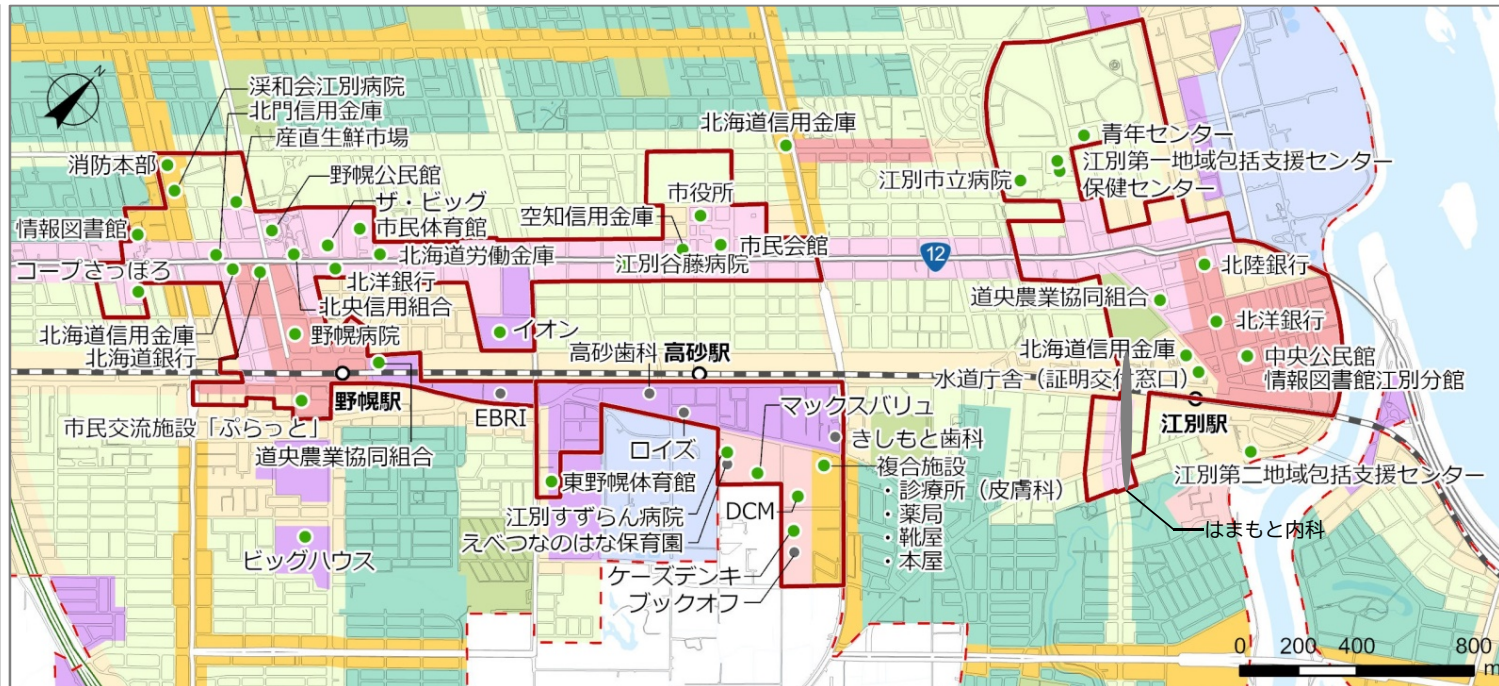 N
渓和会江別病院
北門信用金庫
産直生鮮市場
消防本部
野幌公民館
ザ・ビッグ
市民体育館
情報図書館
北海道労働金庫
コープさっぽろ
北洋銀行
北央信用組合
北海道信用金庫
北海道銀行
野幌病院
イオン
野幌駅
市民交流施設「ぷらっと」
道央農業協同組合
EBRI
ビッグハウス
北海道信用金庫
市役所
空知信用金庫
市民会館
江別谷藤病院
12
高砂歯科
高砂駅
ロイズ
東野幌体育館
マックスバリュ
きしもと歯科
複合施設
・診療所（皮膚科）
・薬局
・靴屋
・本屋
江別すずらん病院
えべつなのはな保育園
DCM
ケーズデンキ
ブックオフ
青年センター
江別第一地域包括支援センター
保健センター
江別市立病院
北陸銀行
道央農業協同組合
北洋銀行
北海道信用金庫
中央公民館
情報図書館江別分館
水道庁舎（証明交付窓口）
江別駅
江別第二地域包括支援センター
はまもと内科
0 200 400 800
m